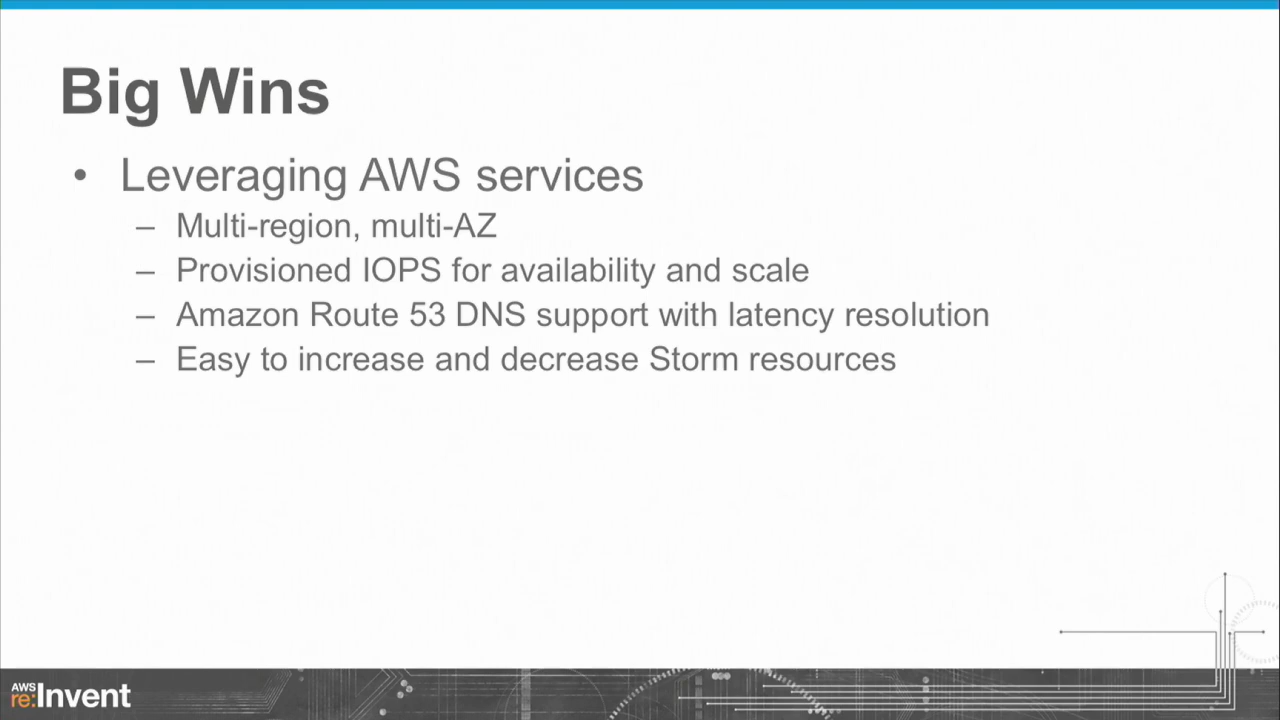 Big Wins
• Leveraging AWS services
– Multi-region, multi-AZ
– Provisioned IOPS for availability and scale
– Amazon Route 53 DNS support with latency resolution
– Easy to increase and decrease Storm resources
AWS
re:Invent